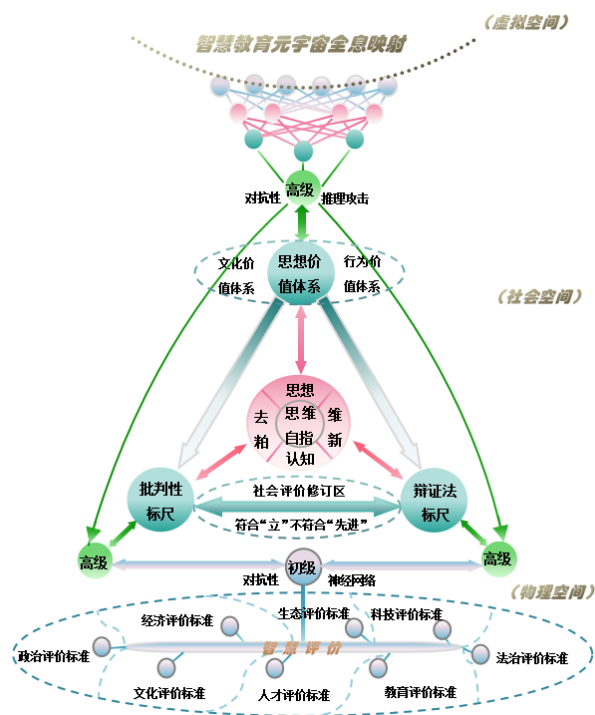 （虚拟空间）
智慧教育元宇宙全息映射
对抗性 高级 推理攻击
文化价
值体系
思想价
值体系
行为价
值体系
（社会空间）
思想
去
粕
思维
自指
维
新
认知
批判性
标尺
社会评价修订区
符合“立”不符合“先进”
辩证法
标尺
高级
初级
高级
对抗性 神经网络
（物理空间）
经济评价标准
生态评价标准
科技评价标准
政治评价标准
智慧评价
法治评价标准
文化评价标准
人才评价标准
教育评价标准